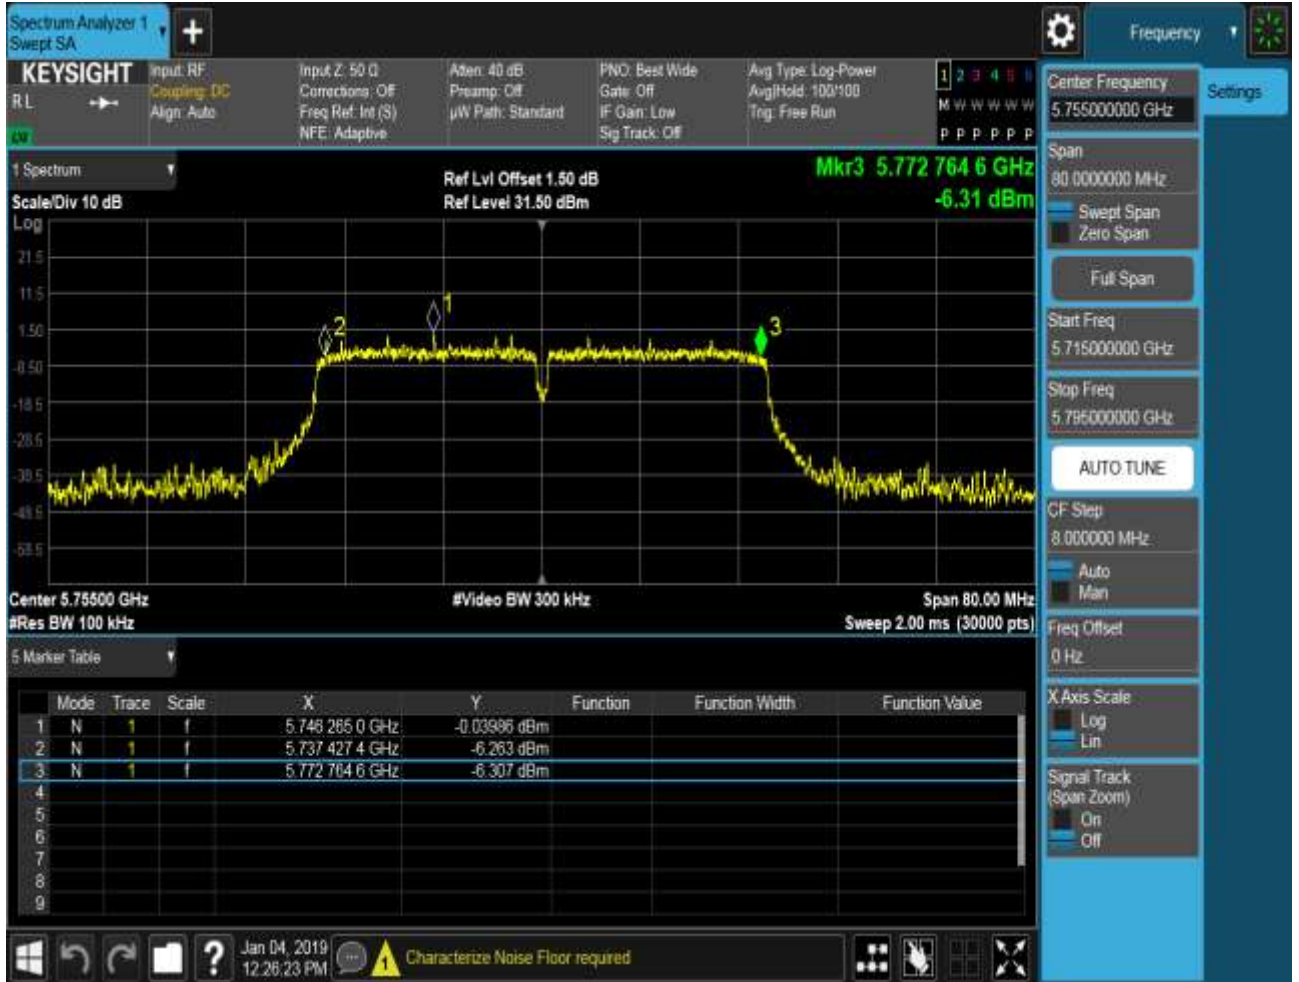 Spectrum Analyzer 1
Swept SA
Frequency
KEYSIGHT
Input: RF
Coupling: DC
Align: Auto
Input Z: 50 Ω
Corrections: Off
Freq Ref: Int (S)
NFE: Adaptive
Atten: 40 dB
Preamp: Off
µW Path: Standard
PNO: Best Wide
Gate: Off
IF Gain: Low
Sig Track: Off
Avg Type: Log-Power
Avg|Hold: 100/100
Trig: Free Run
1 2 3 4 5 6
M W W W W W
P P P P P P
R L
LXI
1 Spectrum
Scale/Div 10 dB
Ref Lvl Offset 1.50 dB
Ref Level 31.50 dBm
Mkr3 5.772 764 6 GHz
-6.31 dBm
Log
21.5
11.5
1.50
-8.50
-18.5
-28.5
-38.5
-48.5
-58.5
2
1
3
Center 5.75500 GHz
#Video BW 300 kHz
Span 80.00 MHz
#Res BW 100 kHz
Sweep 2.00 ms (30000 pts)
5 Marker Table
Mode Trace Scale X Y Function Function Width Function Value
1 N 1 f 5.746 265 0 GHz -0.03986 dBm
2 N 1 f 5.737 427 4 GHz -6.263 dBm
3 N 1 f 5.772 764 6 GHz -6.307 dBm
4
5
6
7
8
9
Jan 04, 2019
12:26:23 PM
1
Characterize Noise Floor required
Center Frequency
5.755000000 GHz
Settings
Span
80.0000000 MHz
Swept Span
Zero Span
Full Span
Start Freq
5.715000000 GHz
Stop Freq
5.795000000 GHz
AUTO TUNE
CF Step
8.000000 MHz
Auto
Man
Freq Offset
0 Hz
X Axis Scale
Log
Lin
Signal Track
(Span Zoom)
On
Off